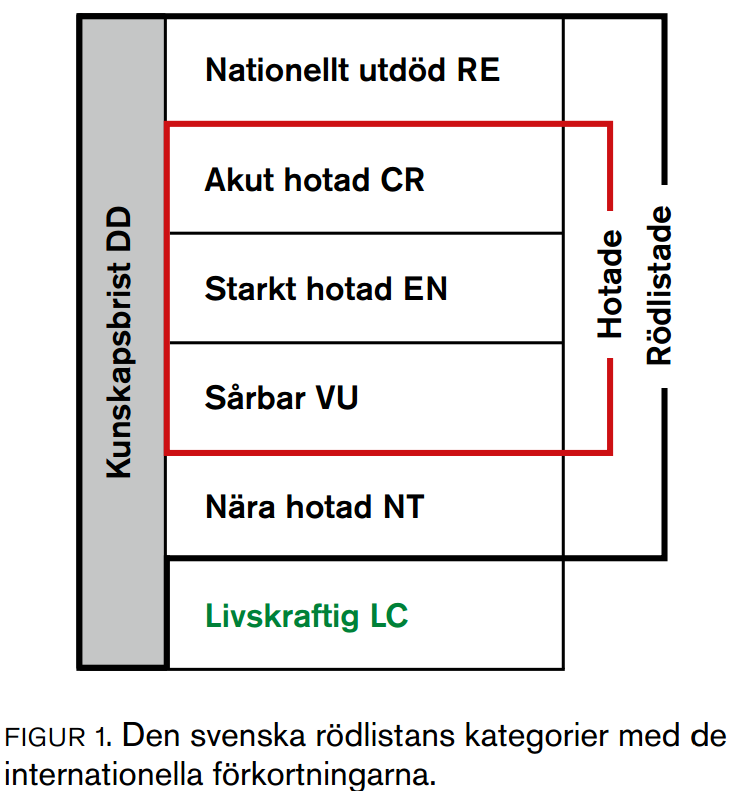 Kunskapsbrist DD
Nationellt utdöd RE
Akut hotad CR
Starkt hotad EN
Sårbar VU
Nära hotad NT
Livskraftig LC
Hotade
Rödlistade
FIGUR 1. Den svenska rödlistans kategorier med de
internationella förkortningarna.